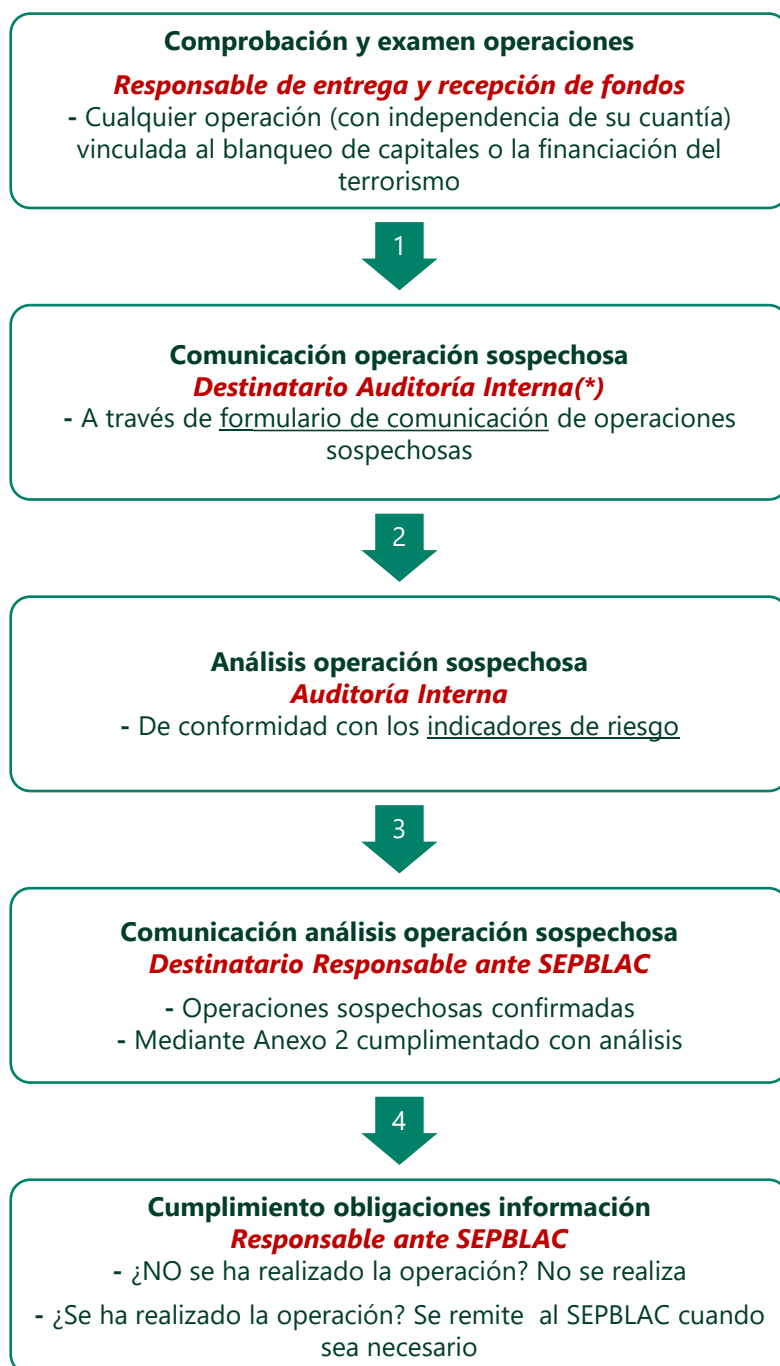 Comprobación y examen operaciones
Responsable de entrega y recepción de fondos
- Cualquier operación (con independencia de su cuantía)
vinculada al blanqueo de capitales o la financiación del
terrorismo
1
Comunicación operación sospechosa
Destinatario Auditoría Interna(*)
- A través de formulario de comunicación de operaciones
sospechosas
2
Análisis operación sospechosa
Auditoría Interna
- De conformidad con los indicadores de riesgo
3
Comunicación análisis operación sospechosa
Destinatario Responsable ante SEPBLAC
- Operaciones sospechosas confirmadas
- Mediante Anexo 2 cumplimentado con análisis
4
Cumplimiento obligaciones información
Responsable ante SEPBLAC
- ¿NO se ha realizado la operación? No se realiza
- ¿Se ha realizado la operación? Se remite al SEPBLAC cuando
sea necesario